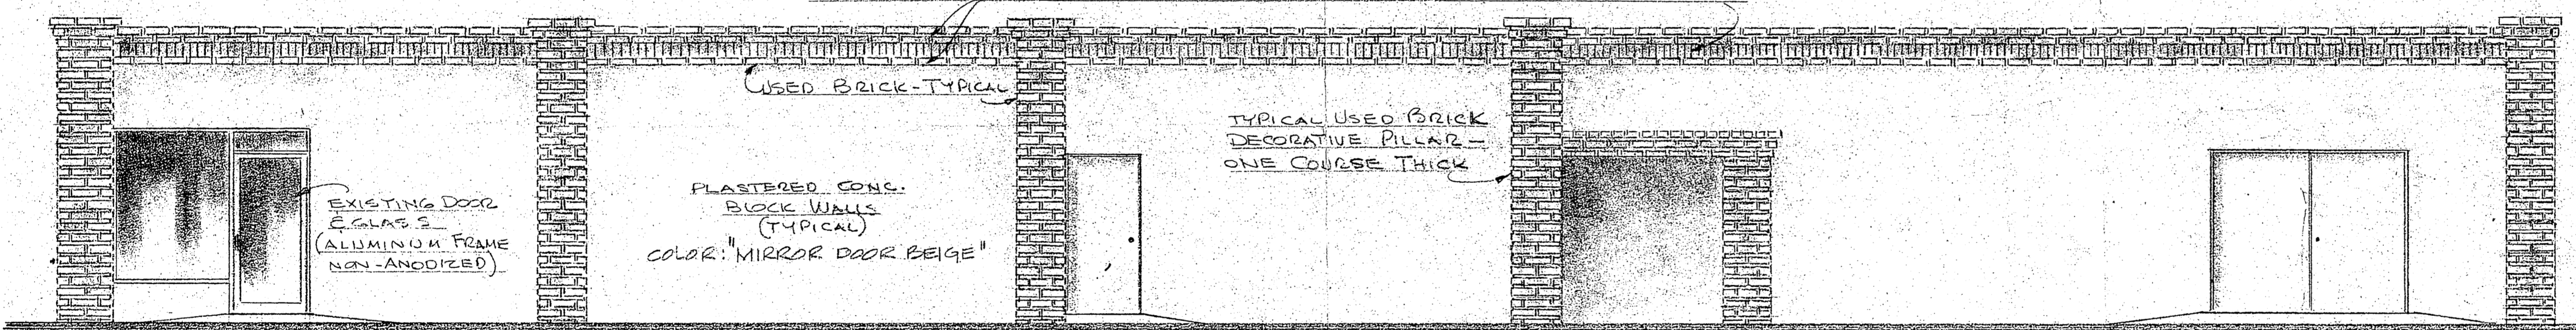 USED BRICK-TYPICAL
TYPICAL USED BRICK
DECORATIVE PILLAR-
ONE COURSE THICK
EXISTING DOOR
& GLASS
(ALUMINIUM FRAME
NON-ANODIZED)
PLASTERED CONC.
BLOCK WALLS
(TYPICAL)
COLOR: "MIRROR DOOR BEIGE"